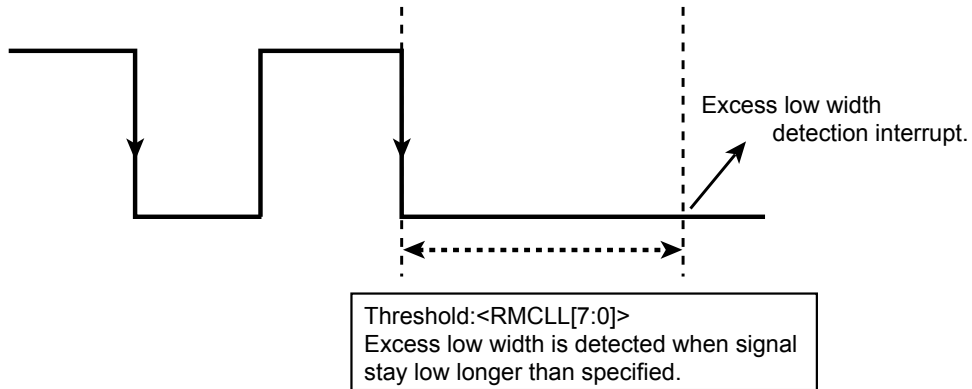 Excess low width
detection interrupt.
Threshold:<RMCLL[7:0]>
Excess low width is detected when signal
stay low longer than specified.